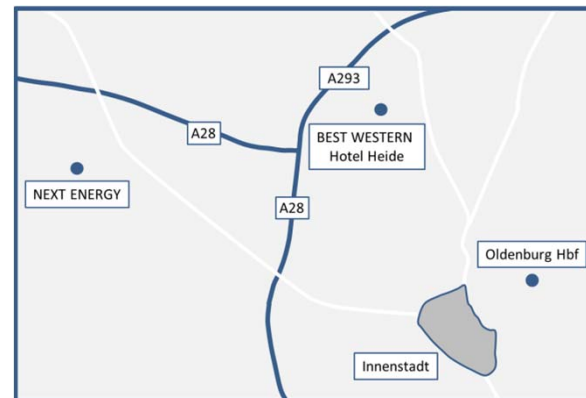 A293
BEST WESTERN
Hotel Heide
A28
NEXT ENERGY
A28
Oldenburg Hbf
Innenstadt